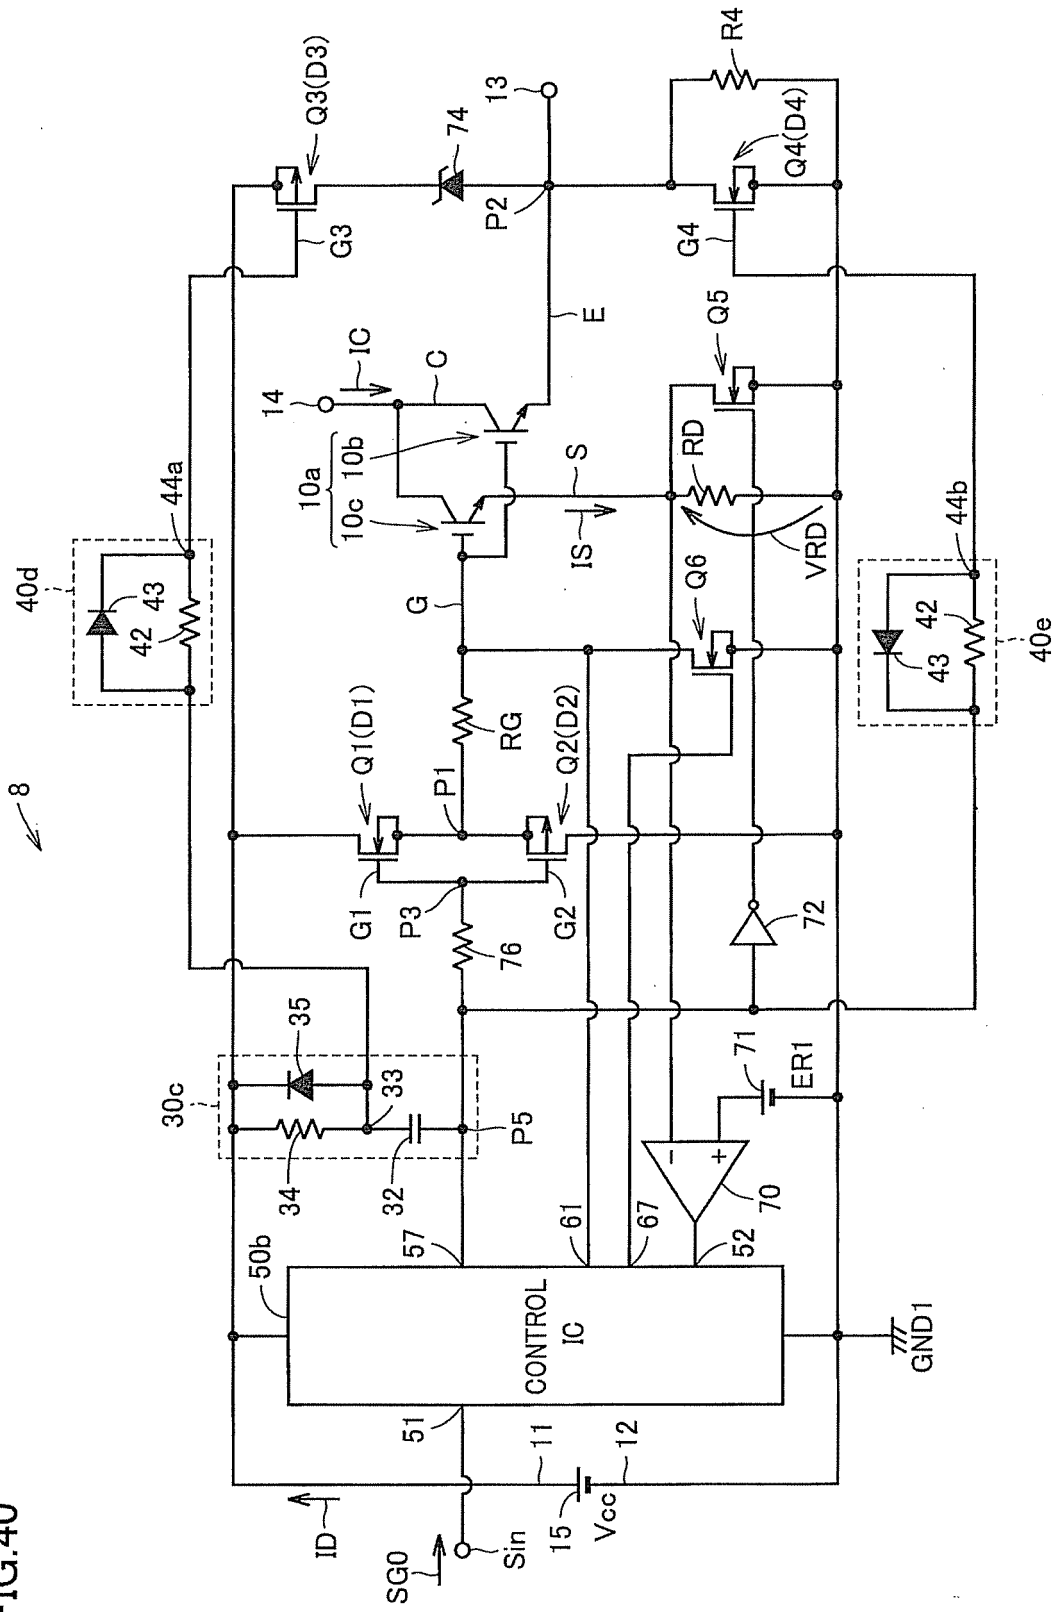 FIG.40
8
ID
SG0
Sin
15
Vcc
11
12
51
50b
CONTROL
IC
57
61
67
52
GND1
30c
34
35
33
32
P5
70
71
ER1
72
76
G1
P3
G2
Q1(D1)
P1
Q2(D2)
RG
G
40d
43
42
44a
10a
10c
10b
14
IC
C
E
S
IS
Q6
RD
VRD
Q5
40e
43
42
44b
G3
Q3(D3)
74
P2
13
G4
Q4(D4)
R4